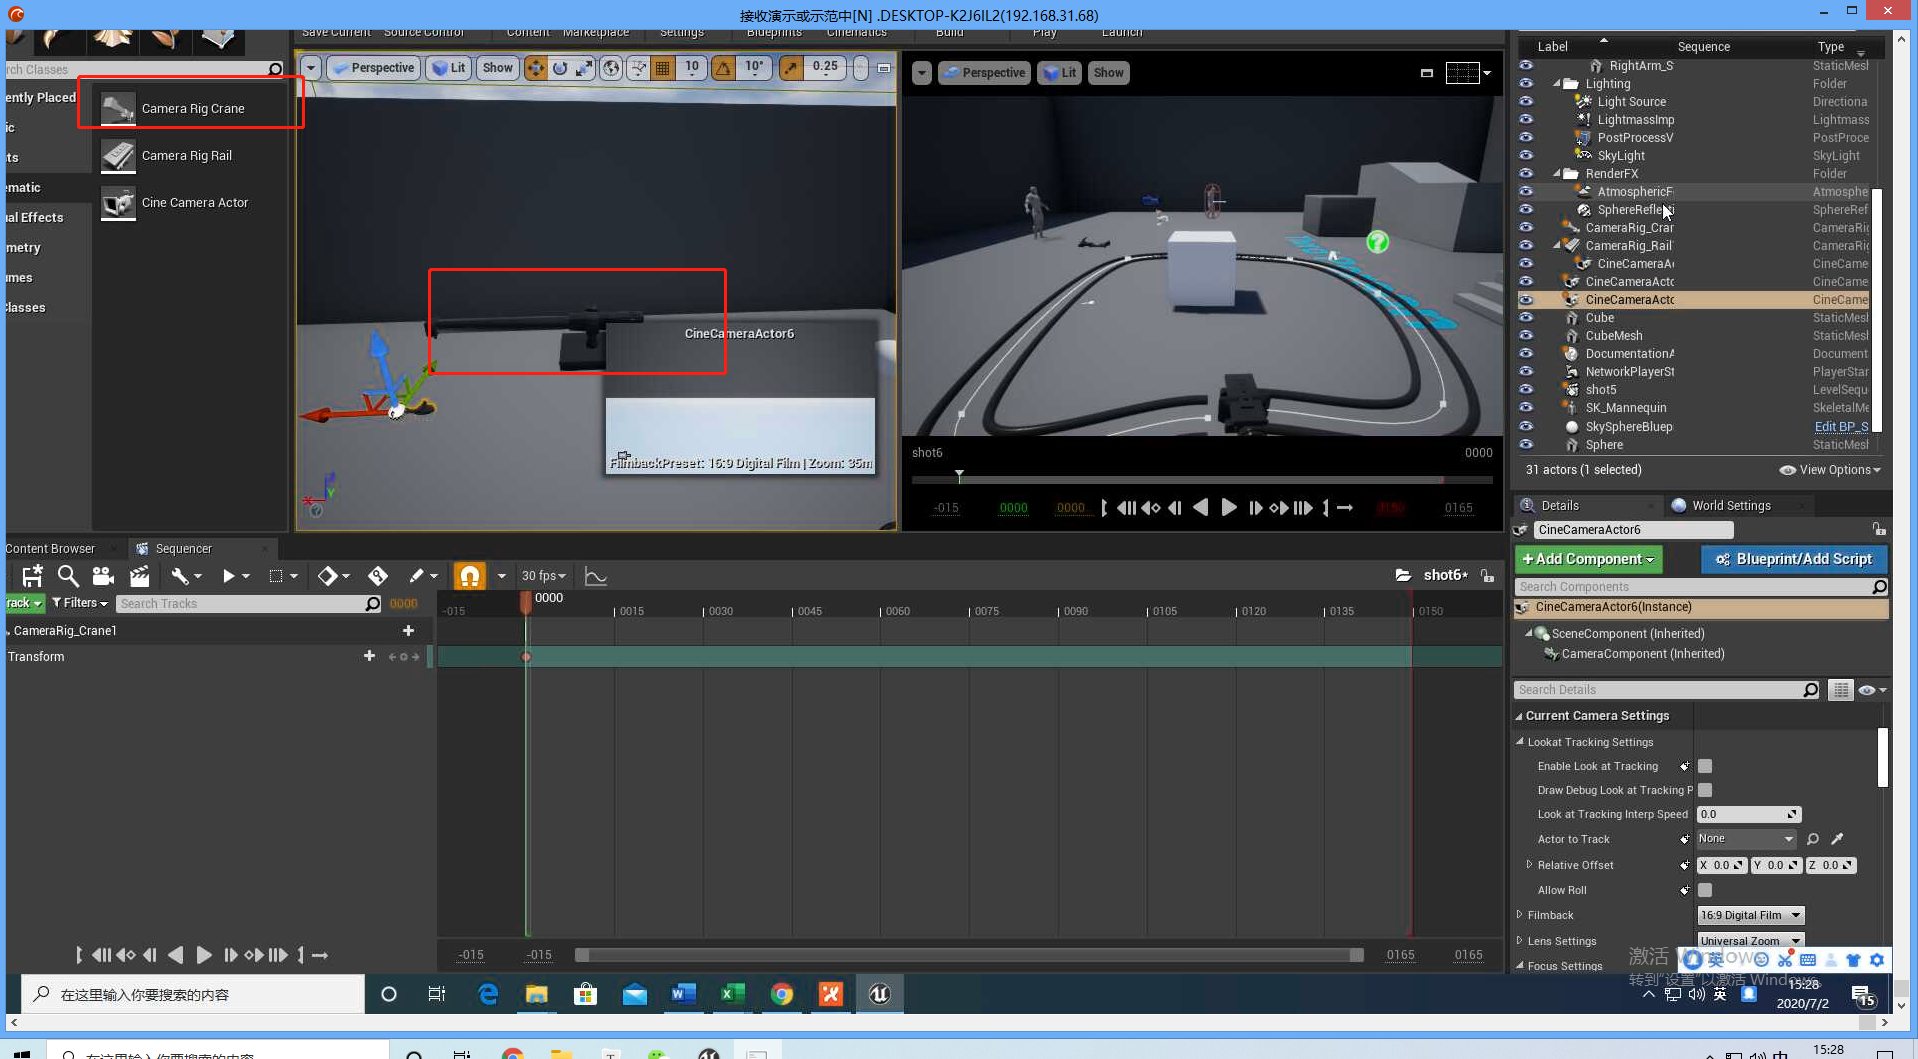 接收演示或示范中[N] .DESKTOP-K2J6IL2(192.168.31.68)
Save Current Source Control Content Marketplace Settings Blueprints Cinematics Build Play Launch
rch Classes
ently Placed
ic
ts
ematic
ual Effects
metry
umes
Classes
Camera Rig Crane
Camera Rig Rail
Cine Camera Actor
Perspective Lit Show 10 10° 0.25
CineCameraActor6
FilmbackPreset: 16:9 Digital Film | Zoom: 35m
Perspective Lit Show
shot6 0000
-015 0000 0000 0165
Label Sequence Type
RightArm_S StaticMesh
Lighting Folder
Light Source Directiona
LightmassImp Lightmass
PostProcessV PostProce
SkyLight SkyLight
RenderFX Folder
AtmosphericF Atmosphe
SphereReflecti SphereRef
CameraRig_Crar CameraRig
CameraRig_Rail CameraRig
CineCameraA CineCame
CineCameraActo CineCame
CineCameraActo CineCame
Cube StaticMesh
CubeMesh StaticMesh
DocumentationA Document
NetworkPlayerSt PlayerStar
shot5 LevelSequ
SK_Mannequin SkeletalMe
SkySphereBluep Edit BP_S
Sphere StaticMesh
31 actors (1 selected) View Options
Details World Settings
CineCameraActor6
+Add Component Blueprint/Add Script
Search Components
CineCameraActor6(Instance)
SceneComponent (Inherited)
CameraComponent (Inherited)
Search Details
Current Camera Settings
Lookat Tracking Settings
Enable Look at Tracking
Draw Debug Look at Tracking P
Look at Tracking Interp Speed 0.0
Actor to Track None
Relative Offset X 0.0 Y 0.0 Z 0.0
Allow Roll
Filmback 16:9 Digital Film
Lens Settings Universal Zoom
Focus Settings
Content Browser Sequencer
30 fps shot6*
rack Filters Search Tracks 0000
-015 0000 0015 0030 0045 0060 0075 0090 0105 0120 0135 0150
CameraRig_Crane1
Transform
-015 -015 0165 0165
激活 Windows
转到"设置"以激活 Windows。
英
在这里输入你要搜索的内容
英
15:28
2020/7/2
15
在这里输入你要搜索的内容
中
15:28